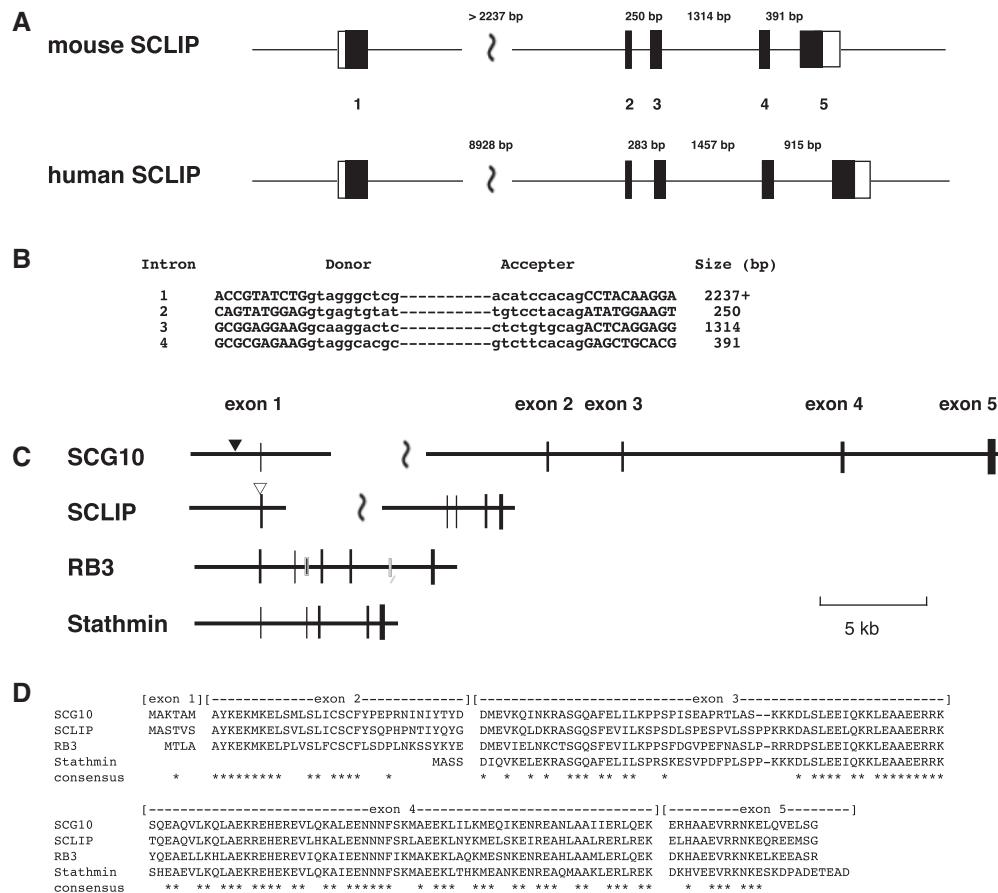 A
mouse SCLIP
> 2237 bp 250 bp 1314 bp 391 bp
1 2 3 4 5
human SCLIP
8928 bp 283 bp 1457 bp 915 bp
B
Intron Donor Accepter Size (bp)
1 ACCGTATCTGgtagggctcg----------acatccacagCCTACAAGGA 2237+
2 CAGTATGGAGgtgagtgtat----------tgtcctacagATATGGAAGT 250
3 GCGGAGGAAGgcaaggactc----------ctctgtgcagACTCAGGAGG 1314
4 GCGCGAGAAGgtaggcacgc----------gtcttcacagGAGCTGCACG 391
exon 1 exon 2 exon 3 exon 4 exon 5
C
SCG10
SCLIP
RB3
Stathmin
5 kb
D
[exon 1][--------------exon 2--------------] [----------------------------exon 3----------------------------]
SCG10 MAKTAM AYKEKMKELSMLSLICSCFYPEPRNINIYTYD DMEVKQINKRASGQAFELILKPPSPISEAPRTLAS--KKKDLSLEEIQKKLEAAEERRK
SCLIP MASTVS AYKEKMKELSVLSLICSCFYSQPHPNTIYQYG DMEVKQLDKRASGQSFEVILKSPSDLSPESPVLSSPPKRKDASLEELQKRLEAAEERRK
RB3 MTLA AYKEKMKELPLVSLFCSCFLSDPLNKSSYKYE DMEVIELNKCTSGQSFEVILKPPSFDGVPEFNASLP--RRRDPSLEEIQKKLEAAEERRK
Stathmin MASS DIQVKELEKRASGQAFELILSPRSKESVPDFPLSPP-KKKDLSLEEIQKKLEAAEERRK
consensus * ********** ** **** * * * * *** ** ** * * **** **********
[---------------------------exon 4------------------------------][---------exon 5--------]
SCG10 SQEAQVLKQLAEKREHEREVLQKALEENNNFSKMAEEKLILKMEQIKENREANLAAIIERLQEK ERHAAEVRRNKELQVELSG
SCLIP TQEAQVLKQLAERREHEREVLHKALEENNNFSRLAEEKLNYKMELSKEIREAHLAALRERLREK ELHAAEVRRNKEQREEMSG
RB3 YQEAELLKHLAEKREHEREVIQKAIEENNNFIKMAKEKLAQKMESNKENREAHLAAMLERLQEK DKHAEEVRKNKELKEEASR
Stathmin SHEAEVLKQLAEKREHEREVLQKAIEENNNFSKMAEEKLTHKMEANKENREAQMAAKLERLREK DKHVEEVRKNKESKDPADETEAD
consensus ** ** *** ******* ** ****** * *** *** ** *** ** *** ** * *** ***